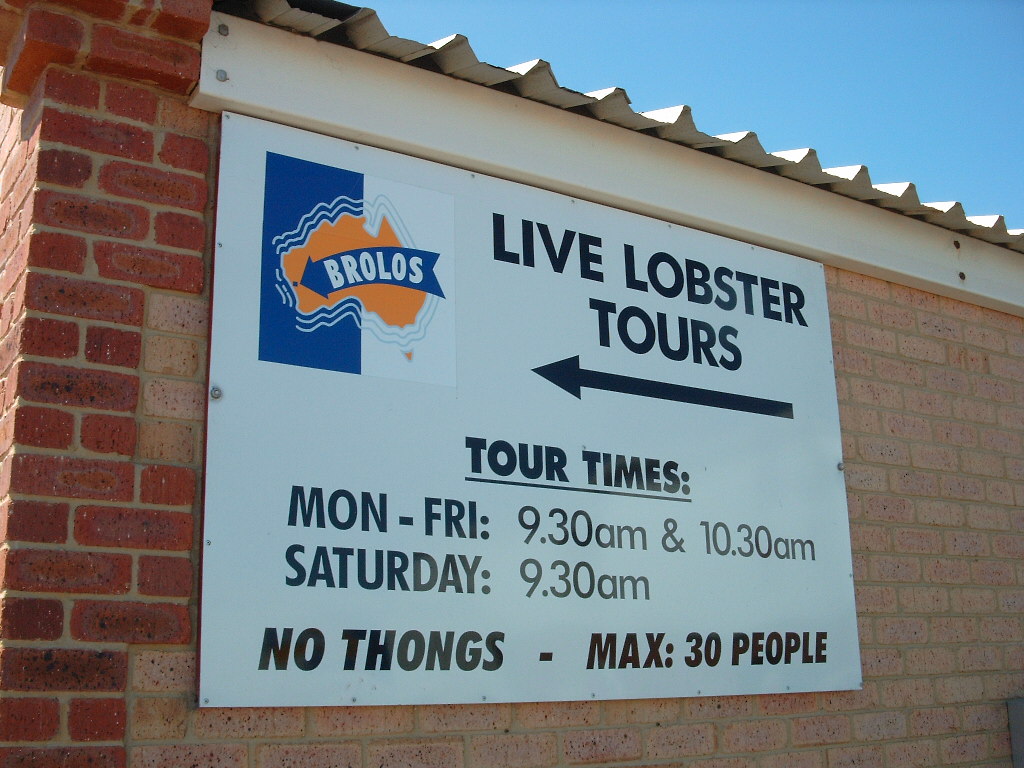 BROLOS
LIVE LOBSTER
TOURS
TOUR TIMES:
MON - FRI: 9.30am & 10.30am
SATURDAY: 9.30am
NO THONGS - MAX: 30 PEOPLE